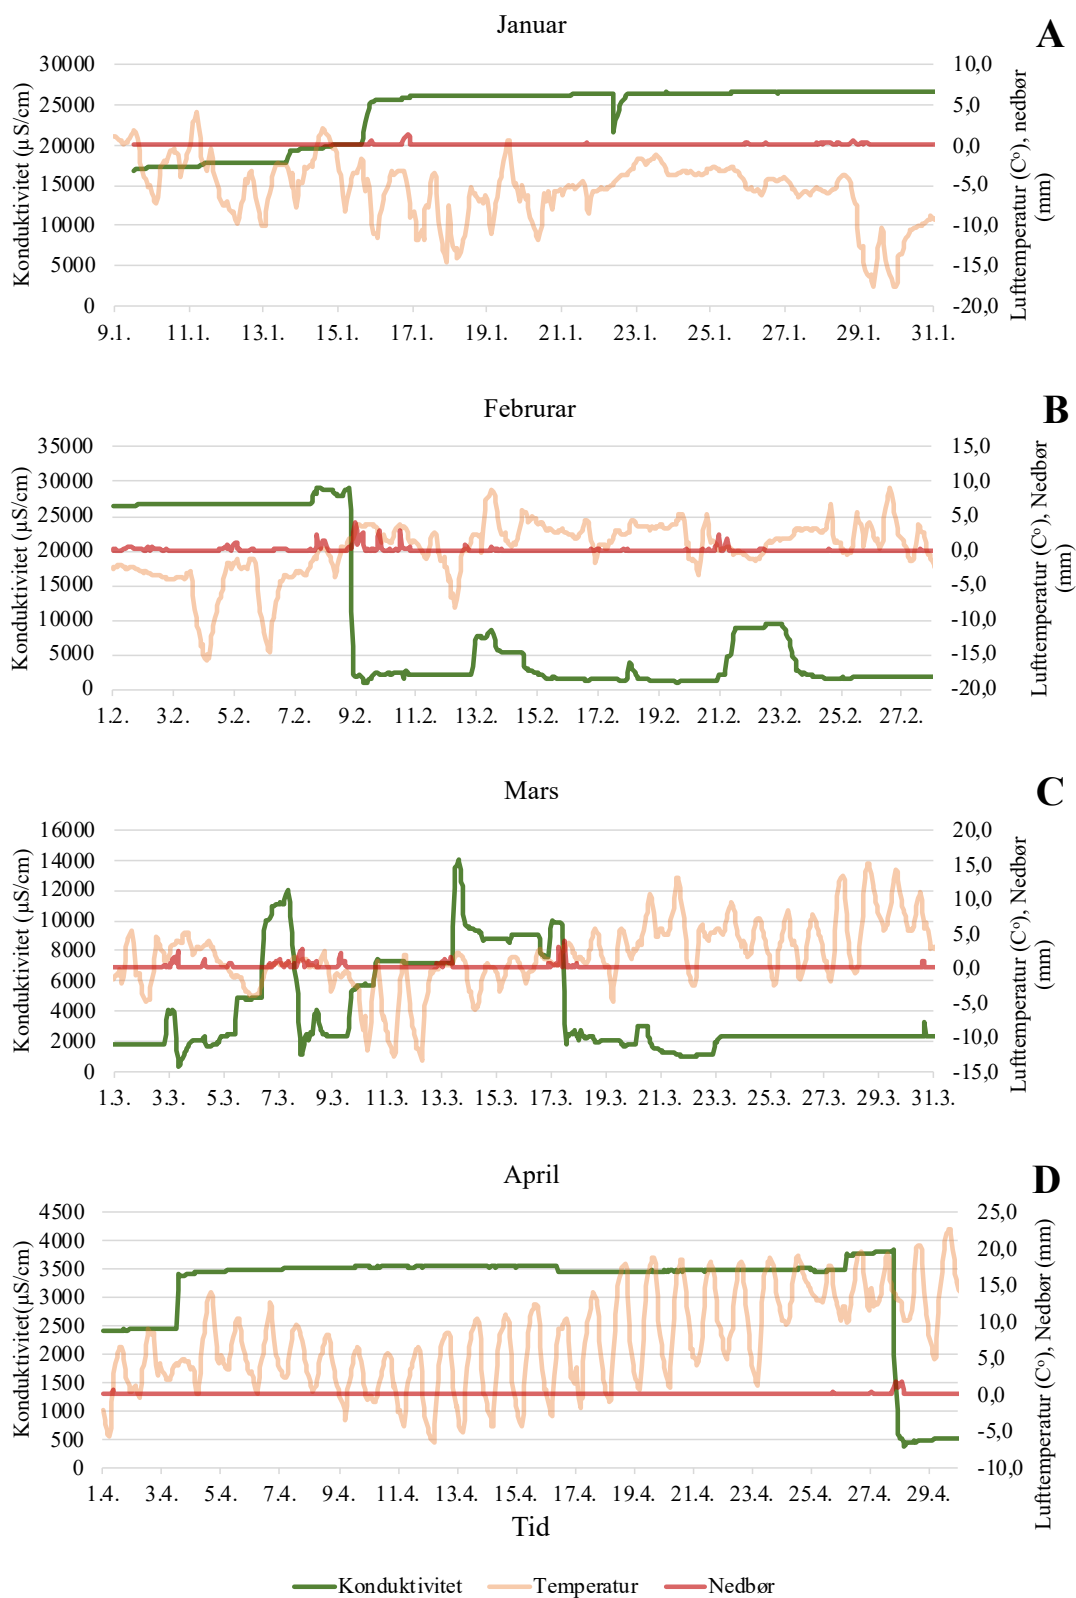 Januar
A
30000
25000
20000
15000
10000
5000
0
Konduktivitet (µS/cm)
10,0
5,0
0,0
-5,0
-10,0
-15,0
-20,0
Lufttemperatur (C°), nedbør
(mm)
9.1. 11.1. 13.1. 15.1. 17.1. 19.1. 21.1. 23.1. 25.1. 27.1. 29.1. 31.1.
Februrar
B
35000
30000
25000
20000
15000
10000
5000
0
Konduktivitet (µS/cm)
15,0
10,0
5,0
0,0
-5,0
-10,0
-15,0
-20,0
Lufttemperatur (C°), Nedbør
(mm)
1.2. 3.2. 5.2. 7.2. 9.2. 11.2. 13.2. 15.2. 17.2. 19.2. 21.2. 23.2. 25.2. 27.2.
Mars
C
16000
14000
12000
10000
8000
6000
4000
2000
0
Konduktivitet (µS/cm)
20,0
15,0
10,0
5,0
0,0
-5,0
-10,0
-15,0
Lufttemperatur (C°), Nedbør
(mm)
1.3. 3.3. 5.3. 7.3. 9.3. 11.3. 13.3. 15.3. 17.3. 19.3. 21.3. 23.3. 25.3. 27.3. 29.3. 31.3.
April
D
4500
4000
3500
3000
2500
2000
1500
1000
500
0
Konduktivitet(µS/cm)
25,0
20,0
15,0
10,0
5,0
0,0
-5,0
-10,0
Lufttemperatur (C°), Nedbør (mm)
1.4. 3.4. 5.4. 7.4. 9.4. 11.4. 13.4. 15.4. 17.4. 19.4. 21.4. 23.4. 25.4. 27.4. 29.4.
Tid
Konduktivitet Temperatur Nedbør